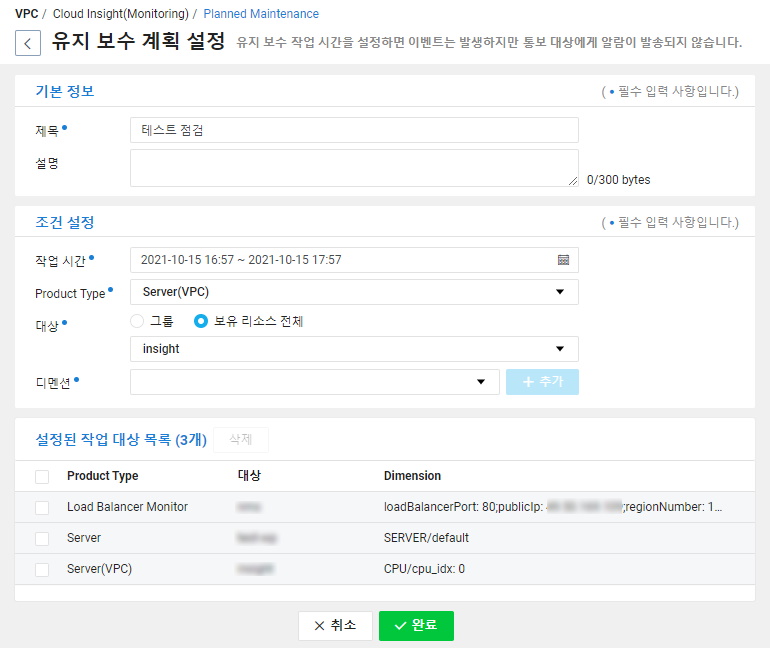 VPC / Cloud Insight(Monitoring) / Planned Maintenance
유지 보수 계획 설정 유지 보수 작업 시간을 설정하면 이벤트는 발생하지만 통보 대상에게 알람이 발송되지 않습니다.
기본 정보 ( • 필수 입력 사항입니다.)
제목• 테스트 점검
설명
0/300 bytes
조건 설정 ( • 필수 입력 사항입니다.)
작업 시간• 2021-10-15 16:57 ~ 2021-10-15 17:57
Product Type• Server(VPC)
대상• 그룹 보유 리소스 전체
insight
디멘션• + 추가
설정된 작업 대상 목록 (3개) 삭제
Product Type 대상 Dimension
Load Balancer Monitor loadBalancerPort: 80;publicIp: ;regionNumber: 1...
Server SERVER/default
Server(VPC) CPU/cpu_idx: 0
취소 완료